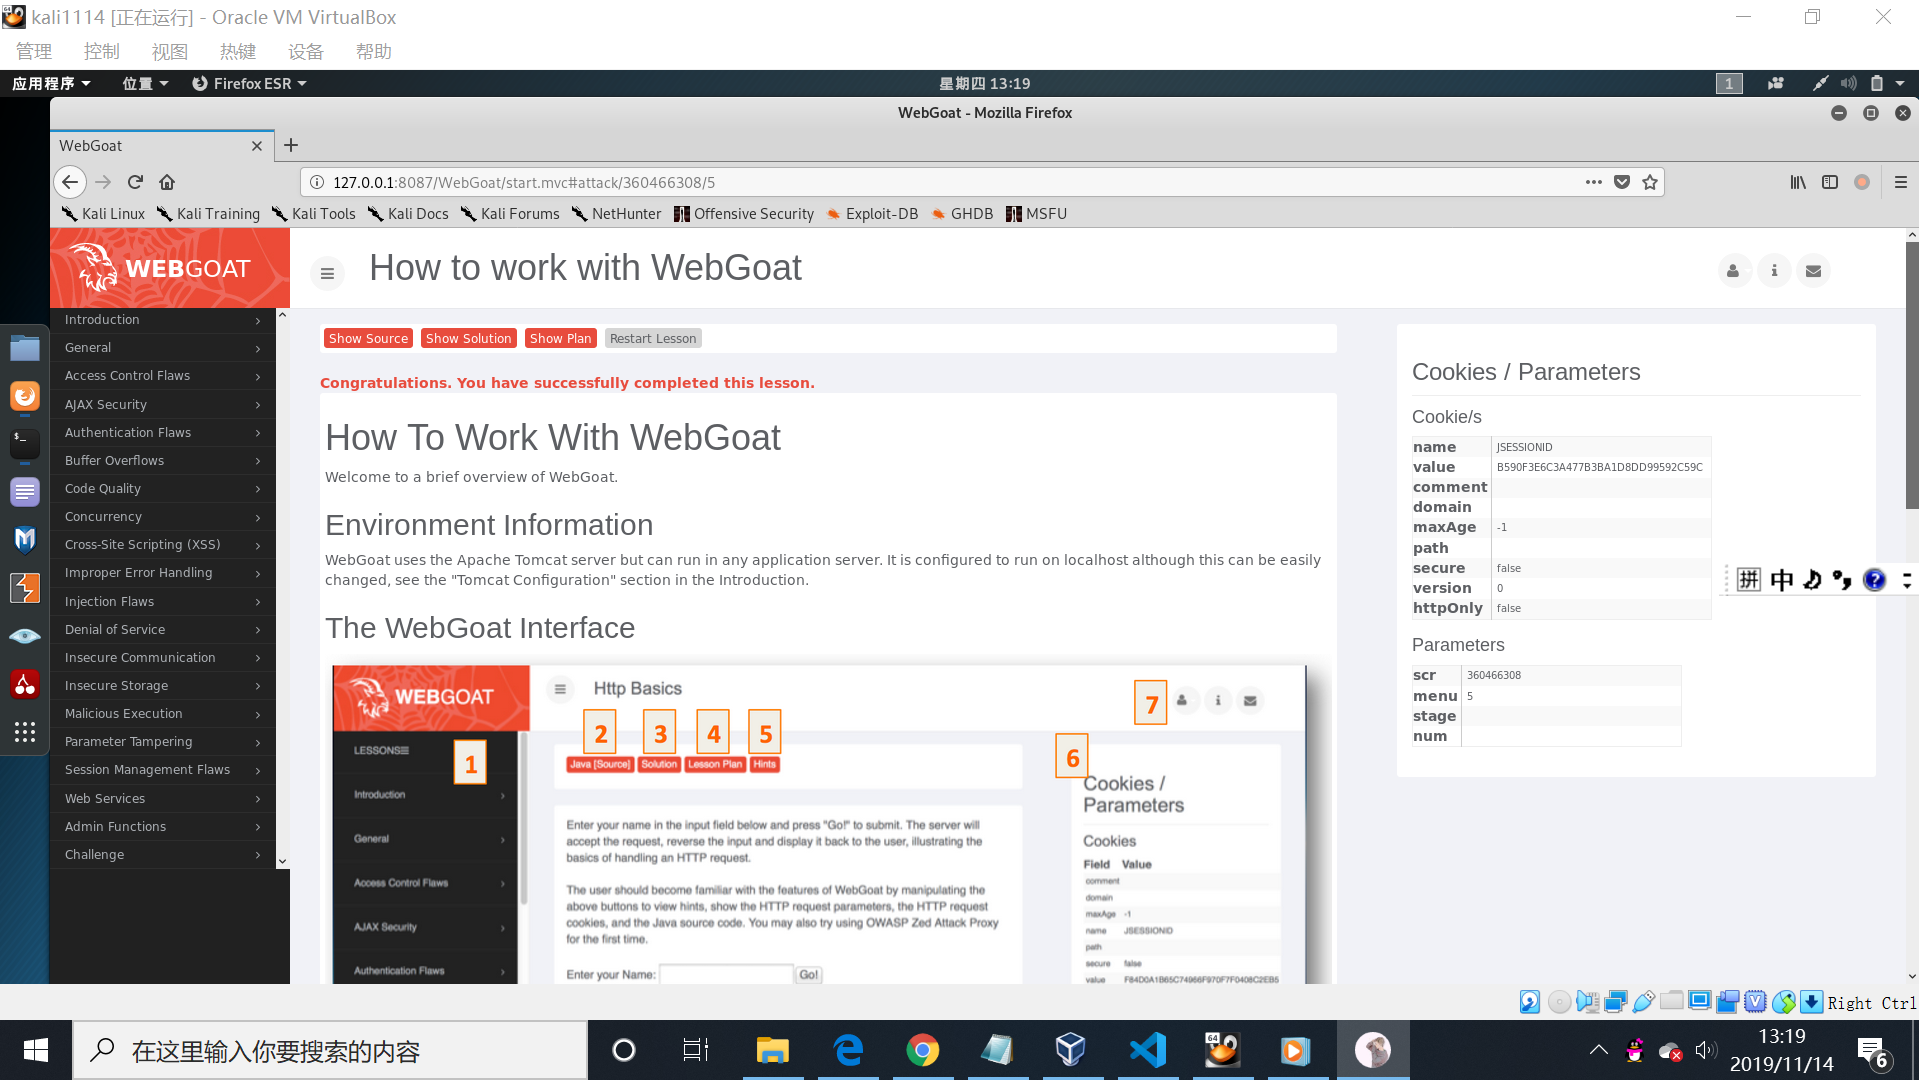 kali1114 [正在运行] - Oracle VM VirtualBox
管理 控制 视图 热键 设备 帮助
应用程序 位置 Firefox ESR 星期四 13:19 1
WebGoat - Mozilla Firefox
WebGoat
127.0.0.1:8087/WebGoat/start.mvc#attack/360466308/5
Kali Linux Kali Training Kali Tools Kali Docs Kali Forums NetHunter Offensive Security Exploit-DB GHDB MSFU
WEBGOAT
How to work with WebGoat
Introduction
General
Access Control Flaws
AJAX Security
Authentication Flaws
Buffer Overflows
Code Quality
Concurrency
Cross-Site Scripting (XSS)
Improper Error Handling
Injection Flaws
Denial of Service
Insecure Communication
Insecure Storage
Malicious Execution
Parameter Tampering
Session Management Flaws
Web Services
Admin Functions
Challenge
Show Source Show Solution Show Plan Restart Lesson
Congratulations. You have successfully completed this lesson.
How To Work With WebGoat
Welcome to a brief overview of WebGoat.
Environment Information
WebGoat uses the Apache Tomcat server but can run in any application server. It is configured to run on localhost although this can be easily
changed, see the "Tomcat Configuration" section in the Introduction.
The WebGoat Interface
WEBGOAT
Http Basics
7
2 3 4 5
1
6
LESSONS
Java [Source] Solution Lesson Plan Hints
Introduction
General
Access Control Flaws
AJAX Security
Authentication Flaws
Enter your name in the input field below and press "Go!" to submit. The server will
accept the request, reverse the input and display it back to the user, illustrating the
basics of handling an HTTP request.
The user should become familiar with the features of WebGoat by manipulating the
above buttons to view hints, show the HTTP request parameters, the HTTP request
cookies, and the Java source code. You may also try using OWASP Zed Attack Proxy
for the first time.
Enter your Name: Go!
Cookies /
Parameters
Cookies
Field Value
comment
domain
maxAge -1
name JSESSIONID
path
secure false
value F84D0A1B65C74966F970F7F0408C2EB5
Cookies / Parameters
Cookie/s
name JSESSIONID
value B590F3E6C3A477B3BA1D8DD99592C59C
comment
domain
maxAge -1
path
secure false
version 0
httpOnly false
Parameters
scr 360466308
menu 5
stage
num
拼 中
Right Ctrl
在这里输入你要搜索的内容
64
13:19
2019/11/14
6